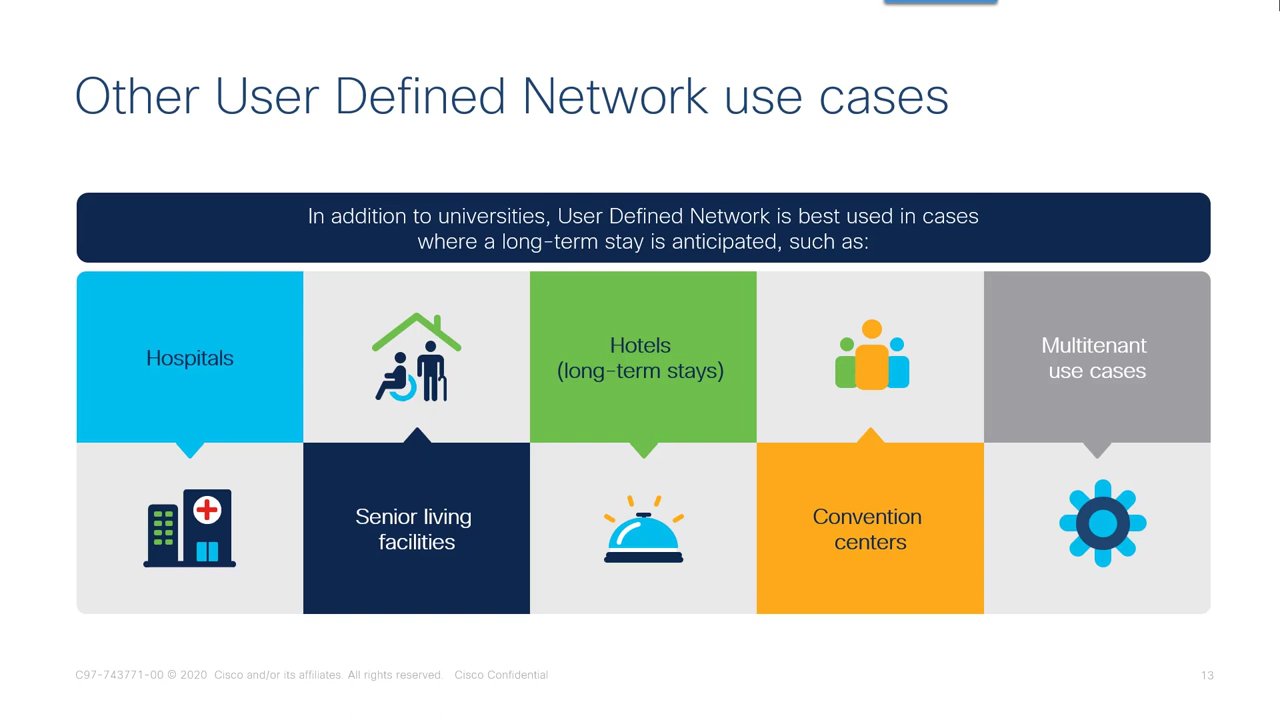 Other User Defined Network use cases
In addition to universities, User Defined Network is best used in cases
where a long-term stay is anticipated, such as:
Hospitals
Senior living
facilities
Hotels
(long-term stays)
Convention
centers
Multitenant
use cases
C97-743771-00 © 2020 Cisco and/or its affiliates. All rights reserved. Cisco Confidential
13